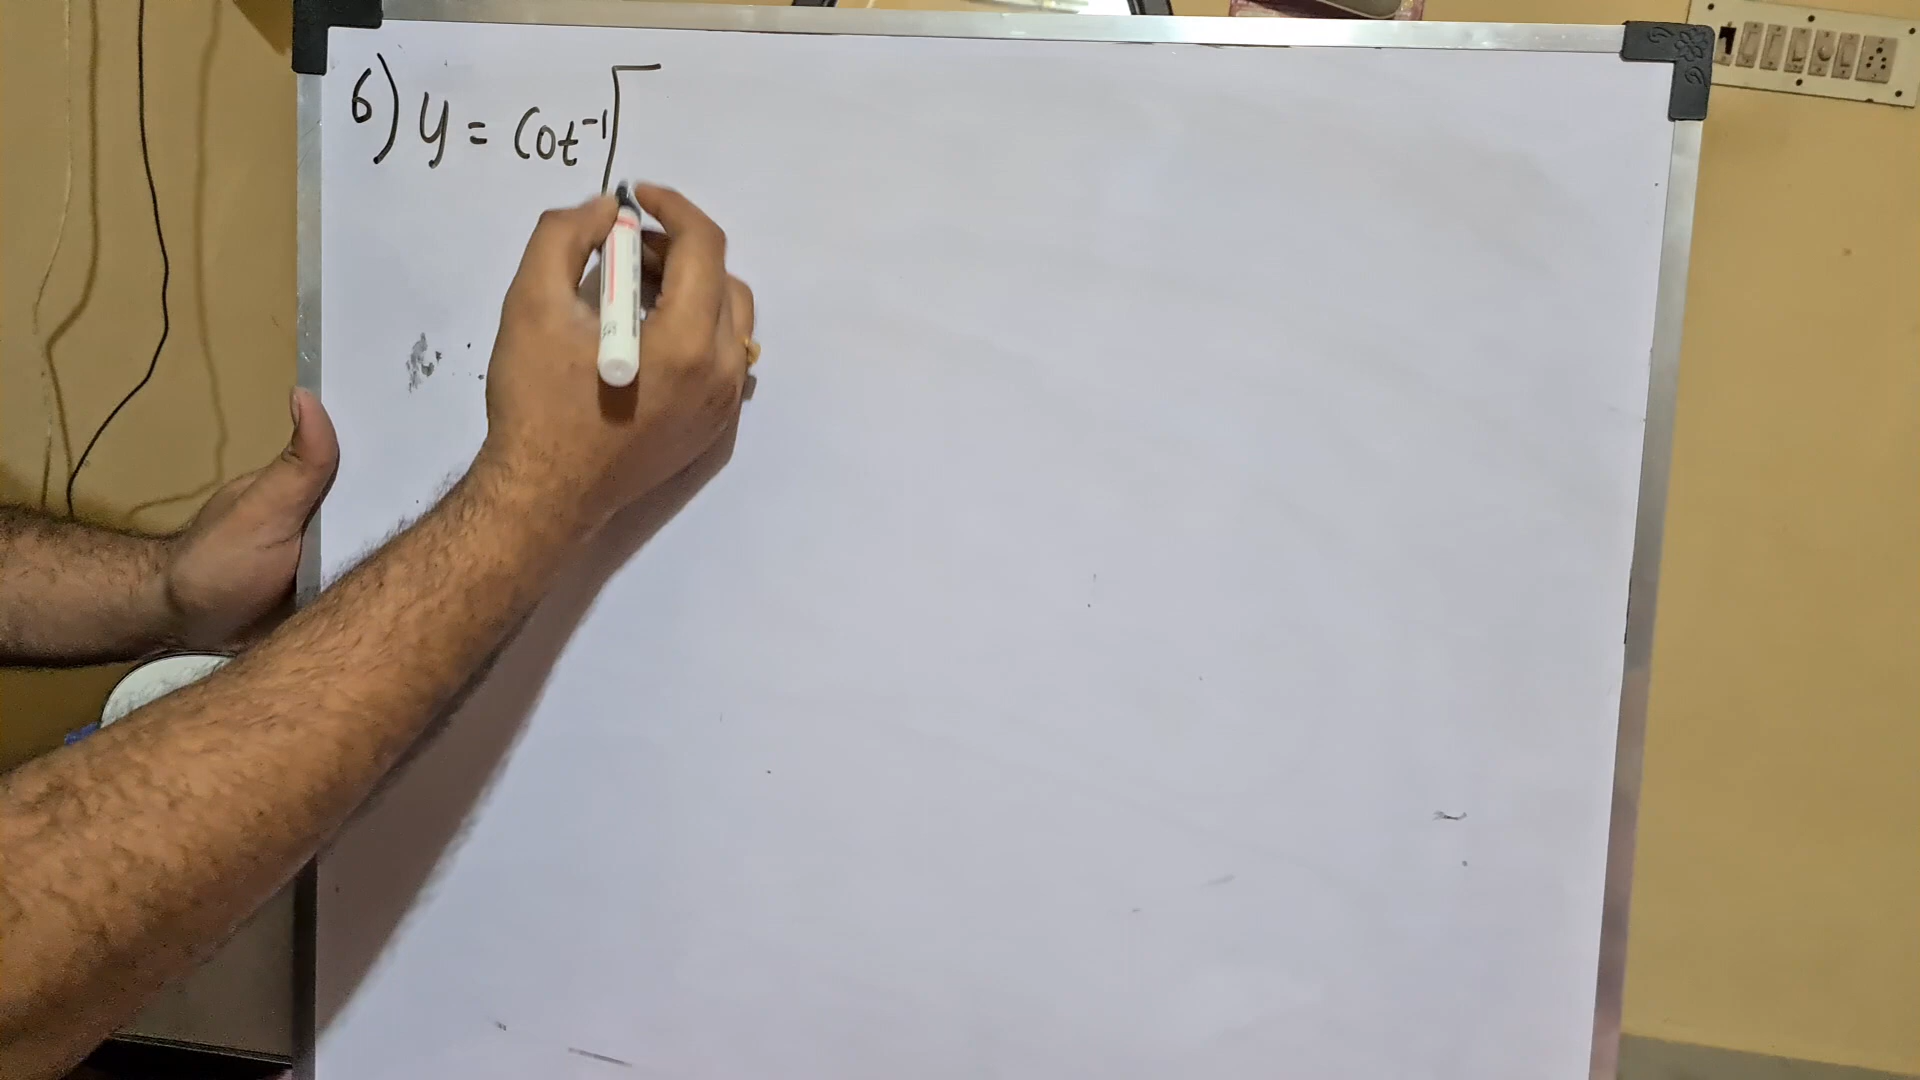 6) y = Cot⁻¹√